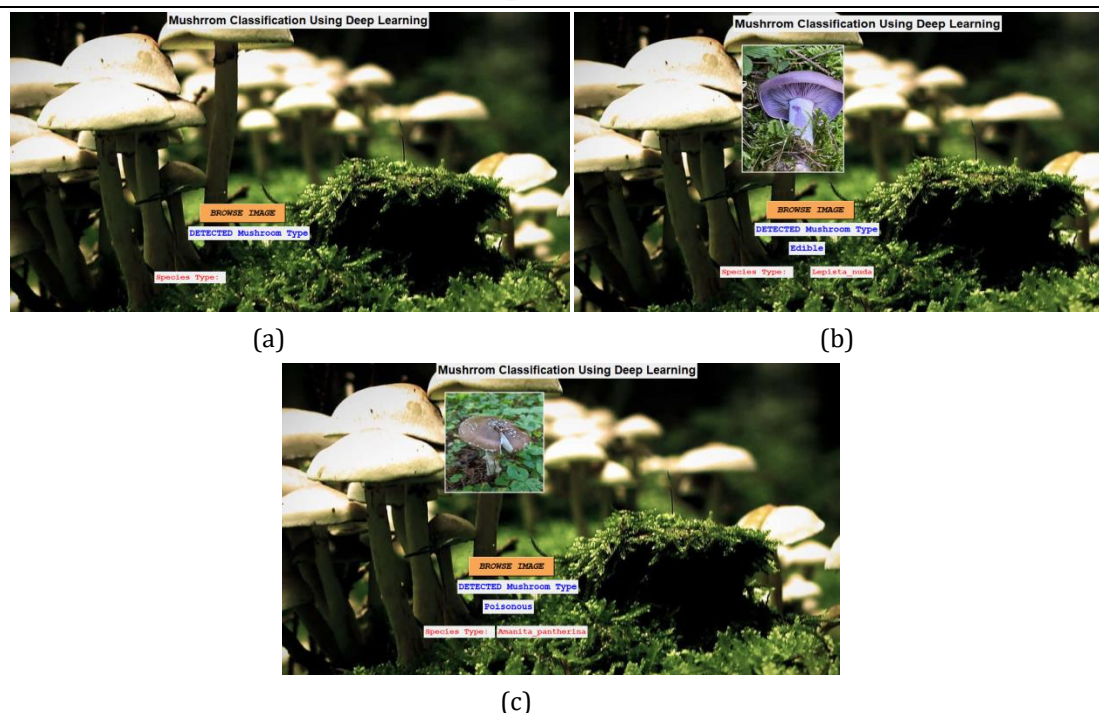 Mushrrom Classification Using Deep Learning
BROWSE IMAGE
DETECTED Mushroom Type
Species Type:
(a)
Mushrrom Classification Using Deep Learning
BROWSE IMAGE
DETECTED Mushroom Type
Edible
Species Type: Lepista_nuda
(b)
Mushrrom Classification Using Deep Learning
BROWSE IMAGE
DETECTED Mushroom Type
Poisonous
Species Type: Amanita_pantherina
(c)